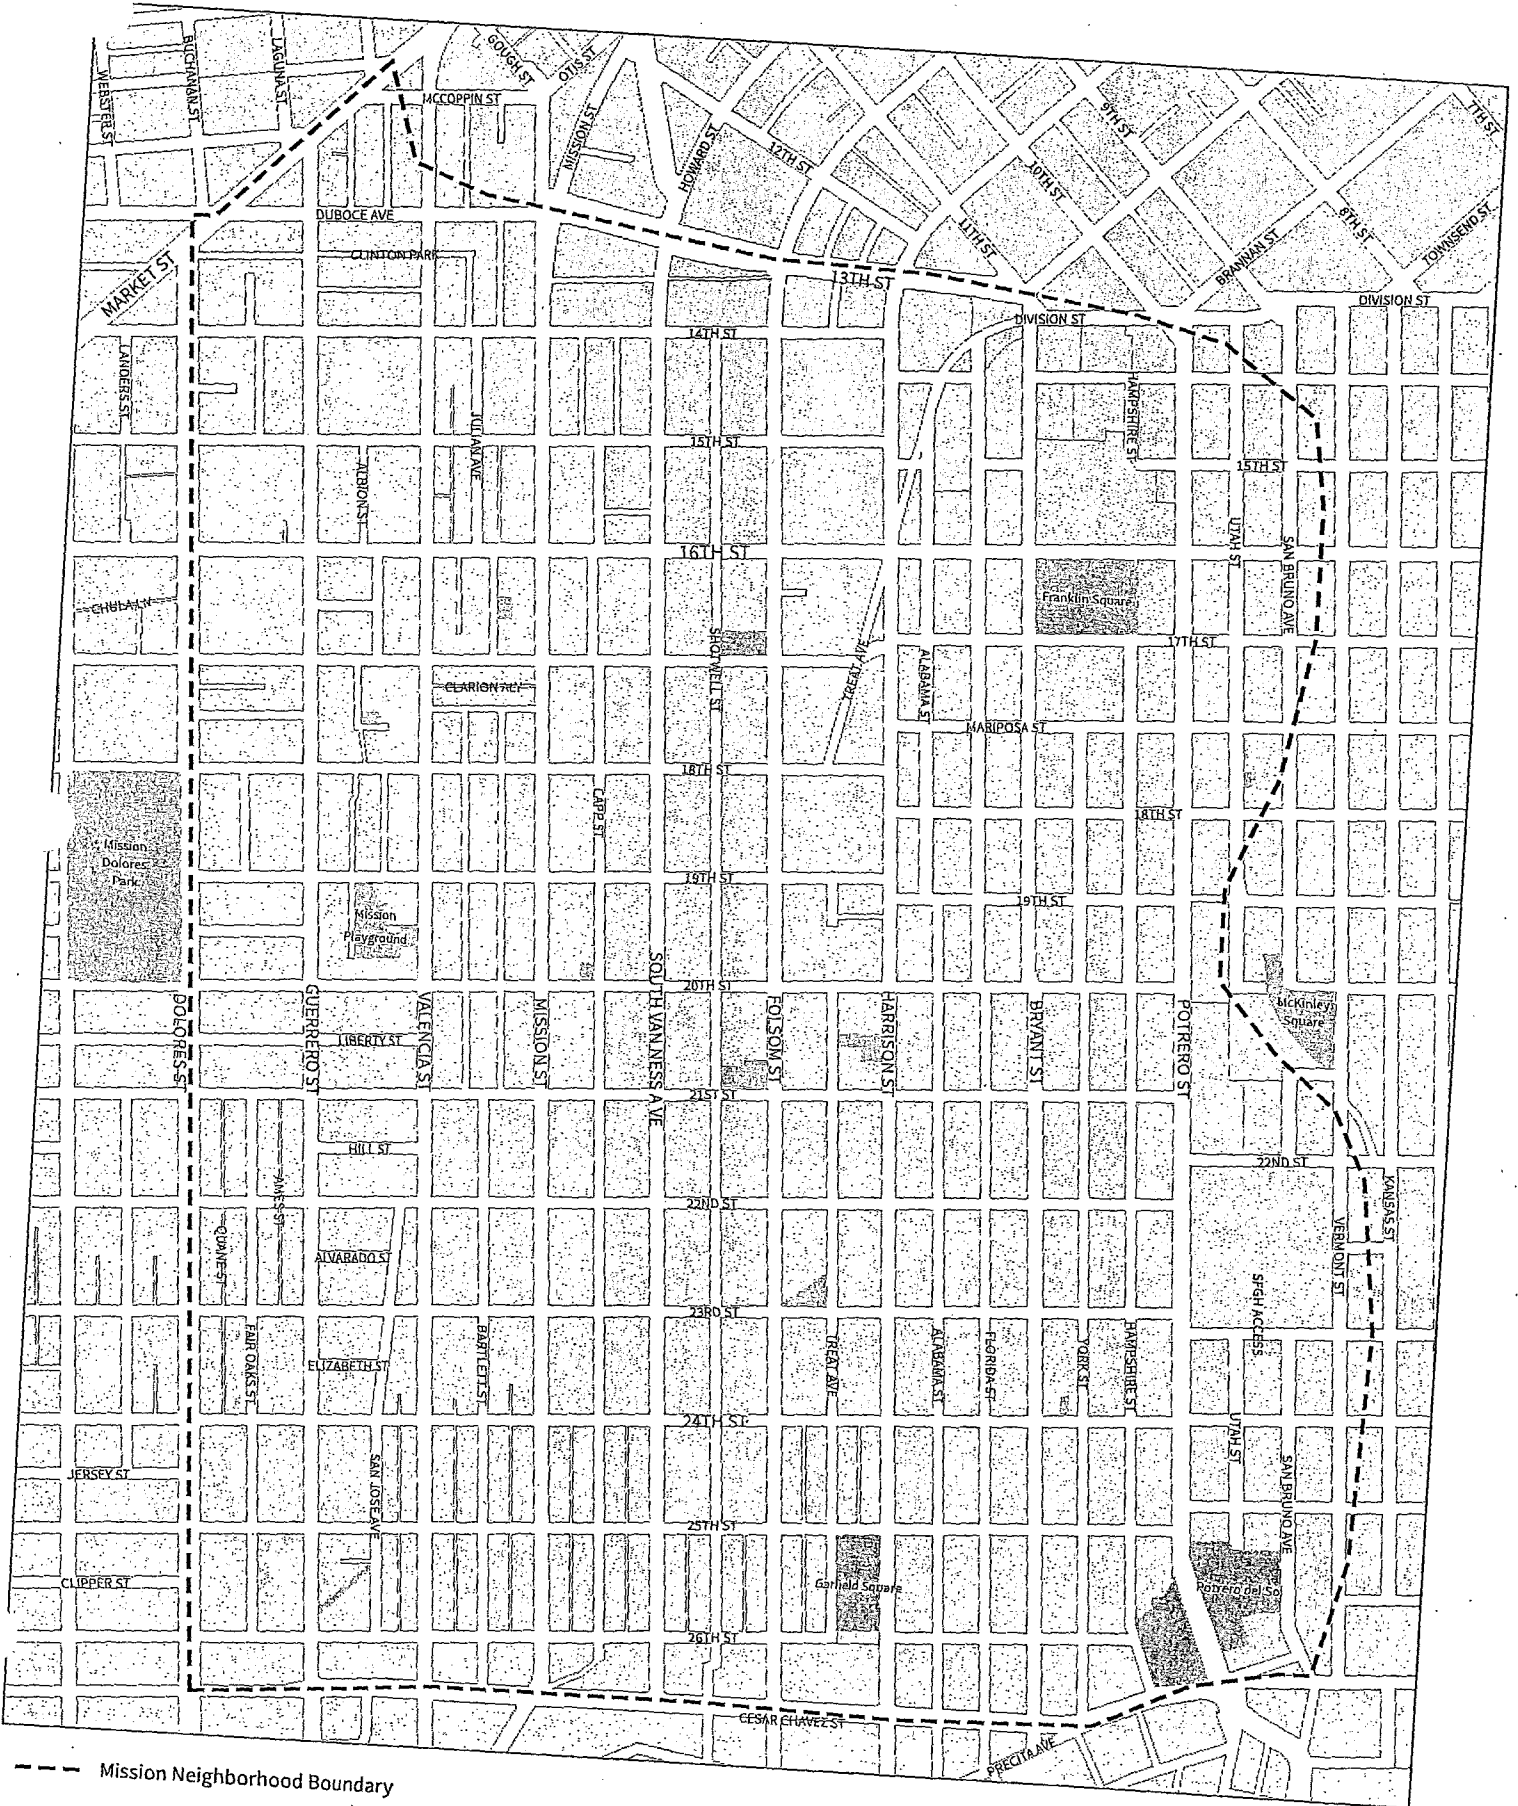 WEBSTER ST
BUCHANAN ST
LAGUNA ST
GOUGH ST
OTIS ST
MCCOPPIN ST
MISSION ST
HOWARD ST
12TH ST
9TH ST
7TH ST
10TH ST
11TH ST
8TH ST
TOWNSEND ST
BRANNAN ST
DUBOCE AVE
CLINTON PARK
MARKET ST
13TH ST
DIVISION ST
DIVISION ST
14TH ST
LANDERS ST
HAMPSHIRE ST
JULIAN AVE
15TH ST
15TH ST
ALBION ST
16TH ST
UTAH ST
SAN BRUNO AVE
CHULA LN
Franklin Square
17TH ST
SHOTWELL ST
TREAT AVE
ALABAMA ST
CLARION ALY
MARIPOSA ST
18TH ST
18TH ST
CAPP ST
Mission
Dolores
Park
19TH ST
19TH ST
Mission
Playground
20TH ST
DOLORES ST
GUERRERO ST
VALENCIA ST
MISSION ST
SOUTH VAN NESS AVE
FOLSOM ST
HARRISON ST
BRYANT ST
POTRERO ST
McKinley
Square
LIBERTY ST
21ST ST
HILL ST
22ND ST
22ND ST
AMES ST
QUANE ST
KANSAS ST
VERMONT ST
ALVARADO ST
SFGH ACCESS
23RD ST
FAIR OAKS ST
ELIZABETH ST
BARTLETT ST
TREAT AVE
ALABAMA ST
FLORIDA ST
YORK ST
HAMPSHIRE ST
24TH ST
UTAH ST
JERSEY ST
SAN JOSE AVE
SAN BRUNO AVE
25TH ST
CLIPPER ST
Garfield Square
Potrero del Sol
26TH ST
CESAR CHAVEZ ST
PRECITA AVE
Mission Neighborhood Boundary